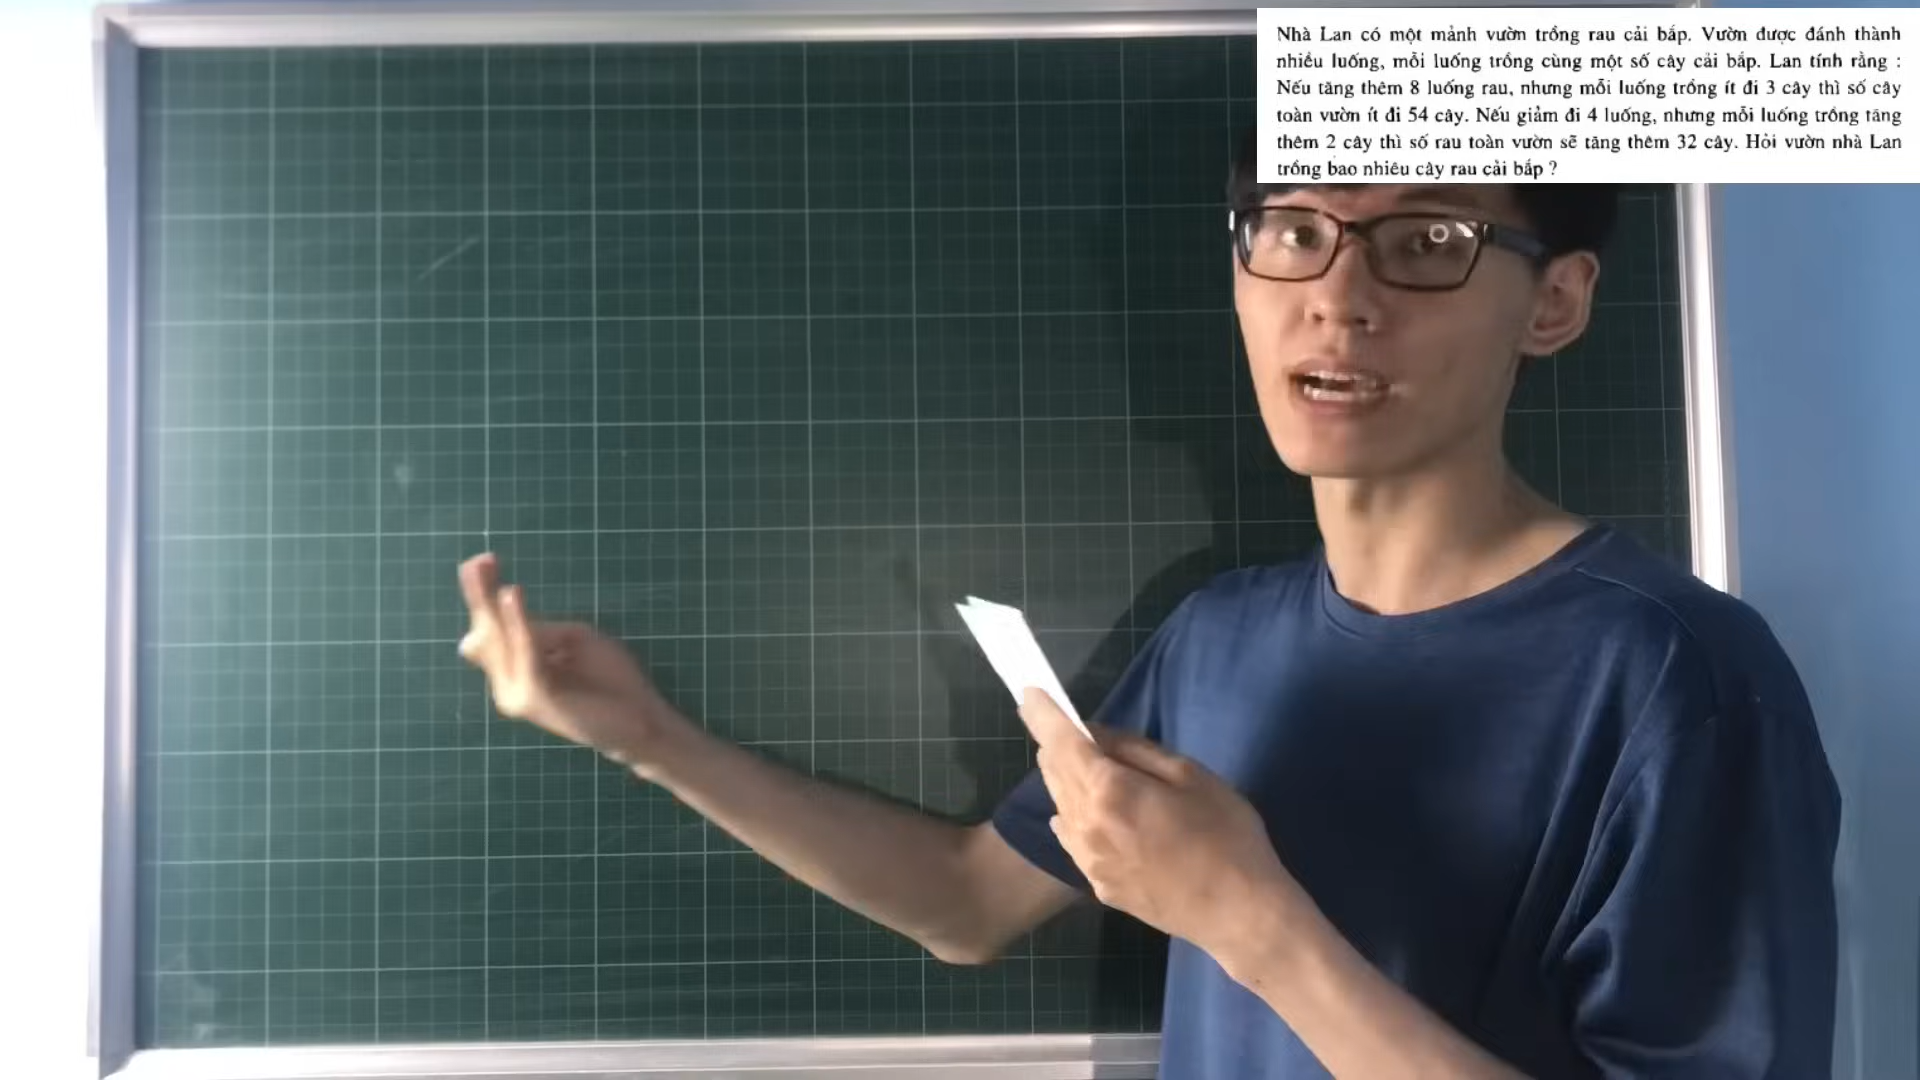 Nhà Lan có một mảnh vườn trồng rau cải bắp. Vườn được đánh thành
nhiều luống, mỗi luống trồng cùng một số cây cải bắp. Lan tính rằng :
Nếu tăng thêm 8 luống rau, nhưng mỗi luống trồng ít đi 3 cây thì số cây
toàn vườn ít đi 54 cây. Nếu giảm đi 4 luống, nhưng mỗi luống trồng tăng
thêm 2 cây thì số rau toàn vườn sẽ tăng thêm 32 cây. Hỏi vườn nhà Lan
trồng bao nhiêu cây rau cải bắp ?